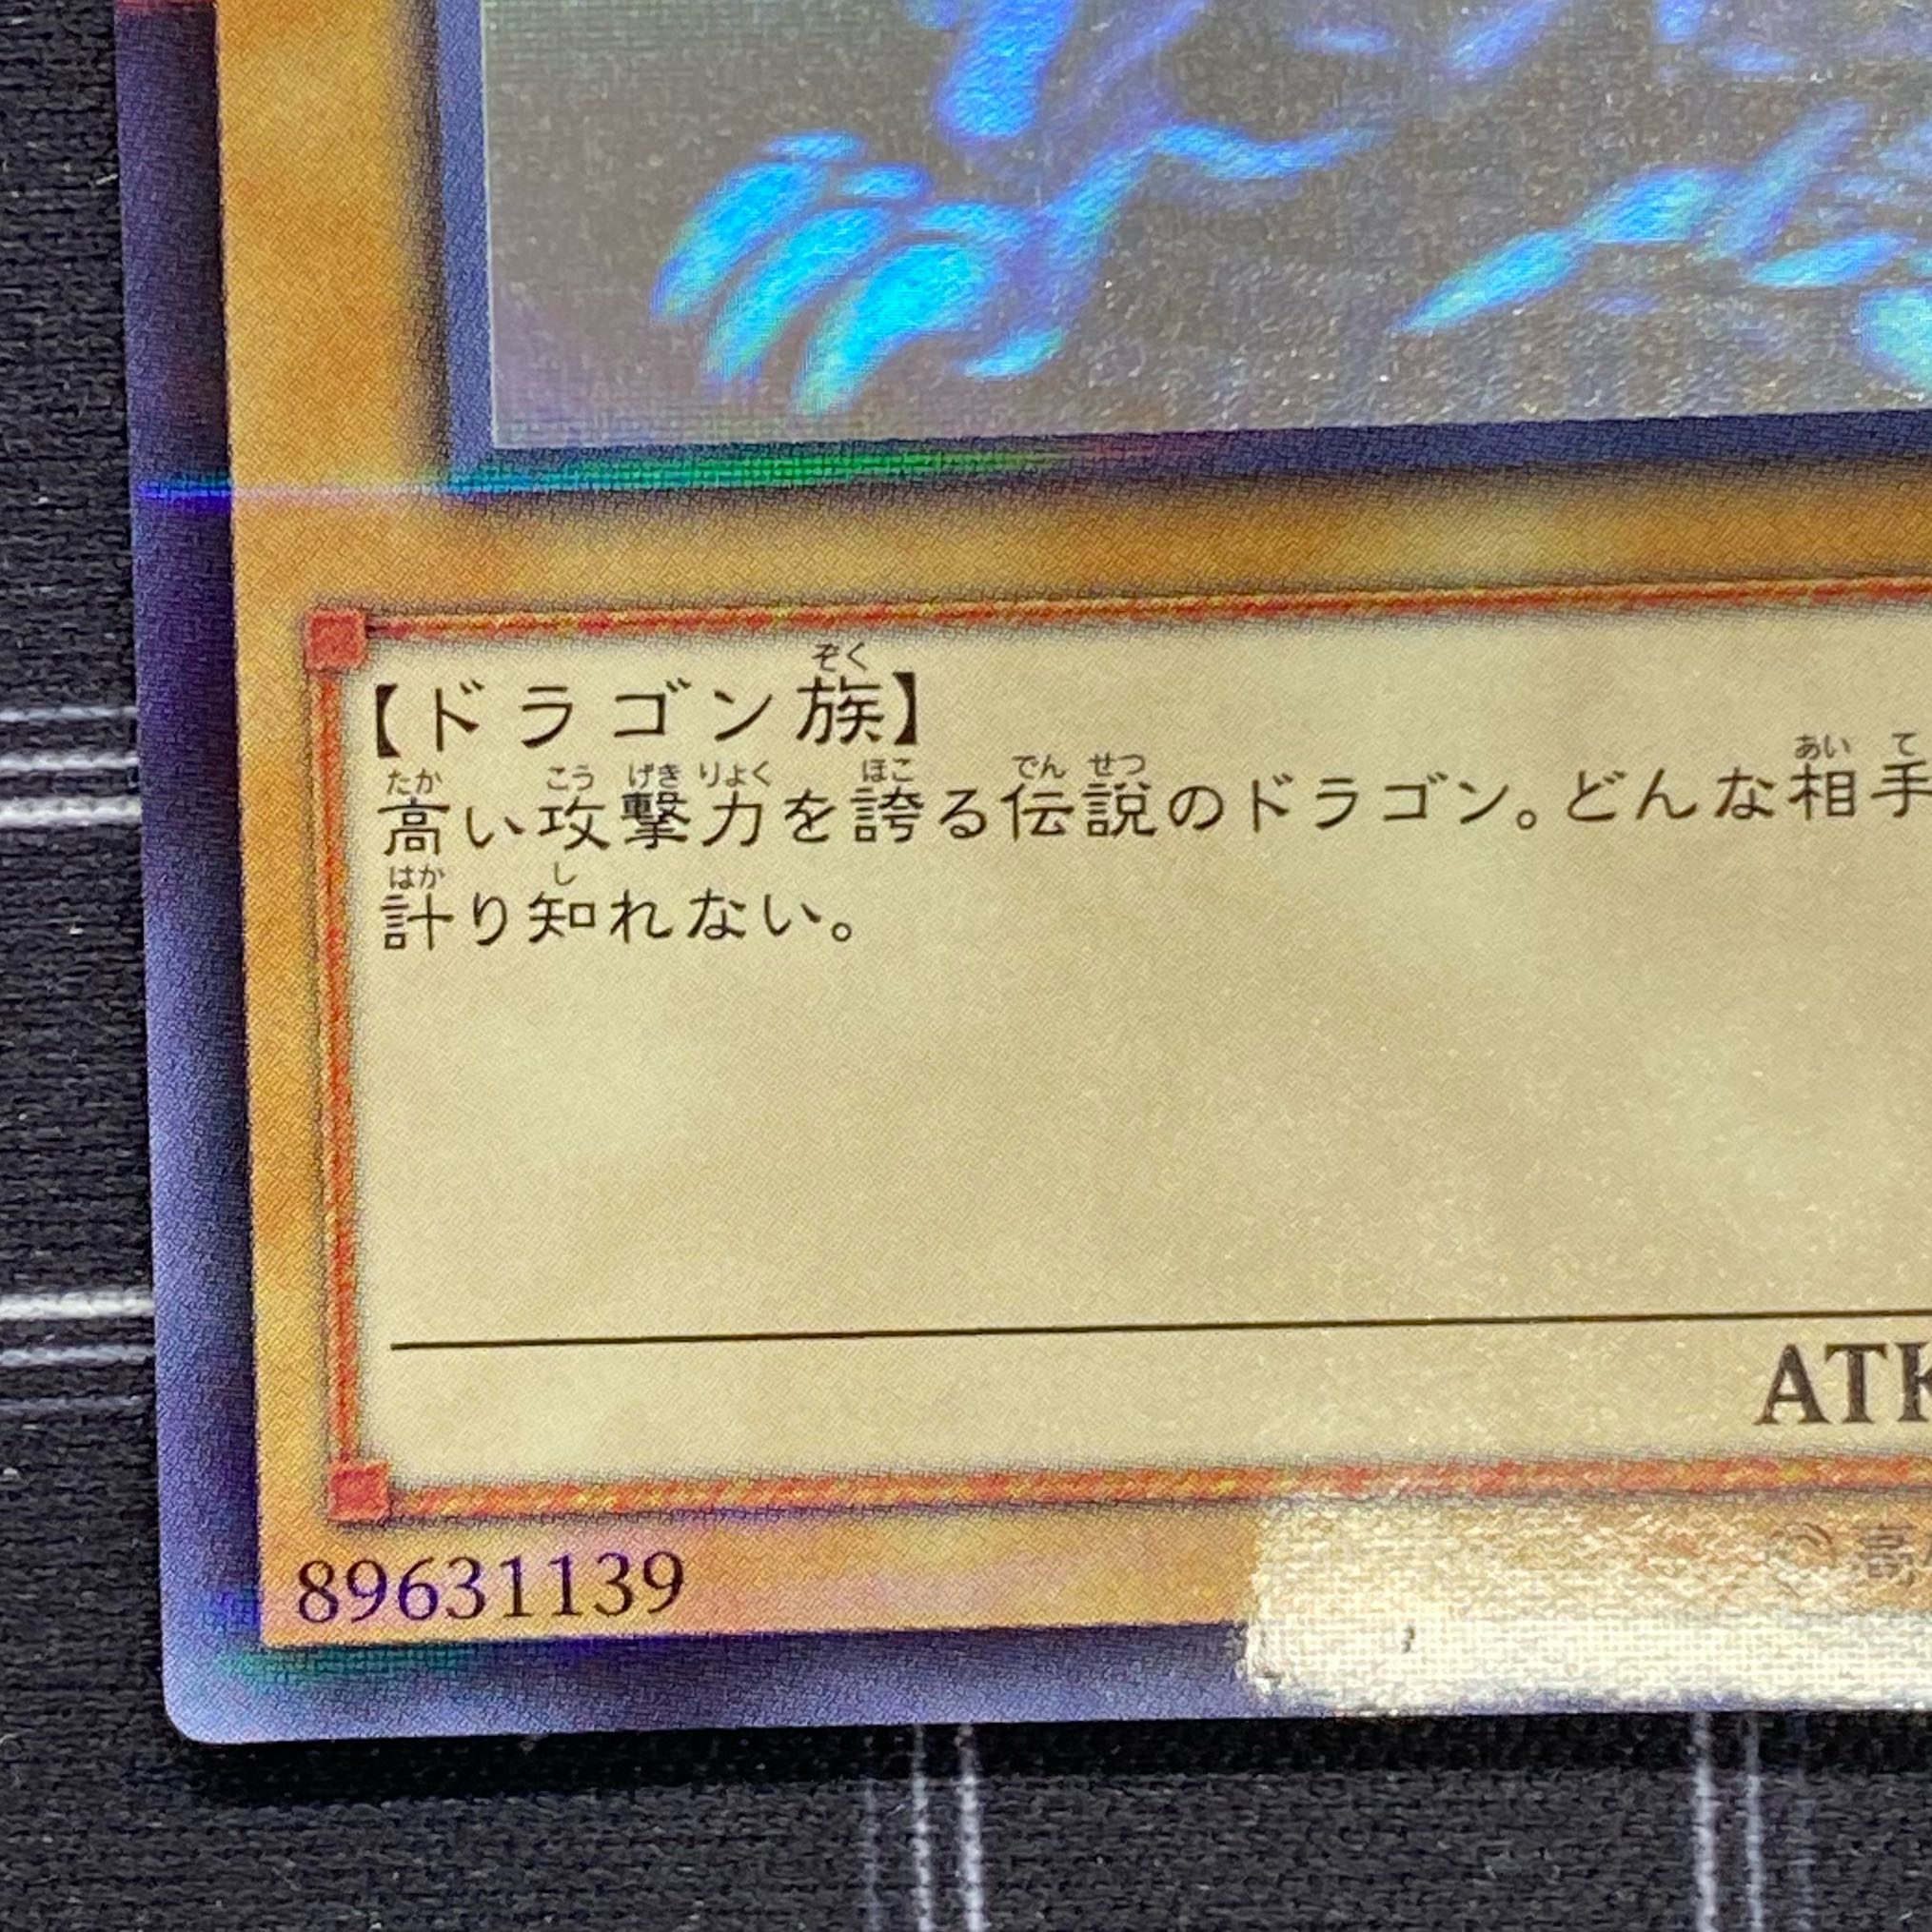 【ドラゴン族】
高い攻撃力を誇る伝説のドラゴン。どんな相手
計り知れない。
ATK
89631139
高